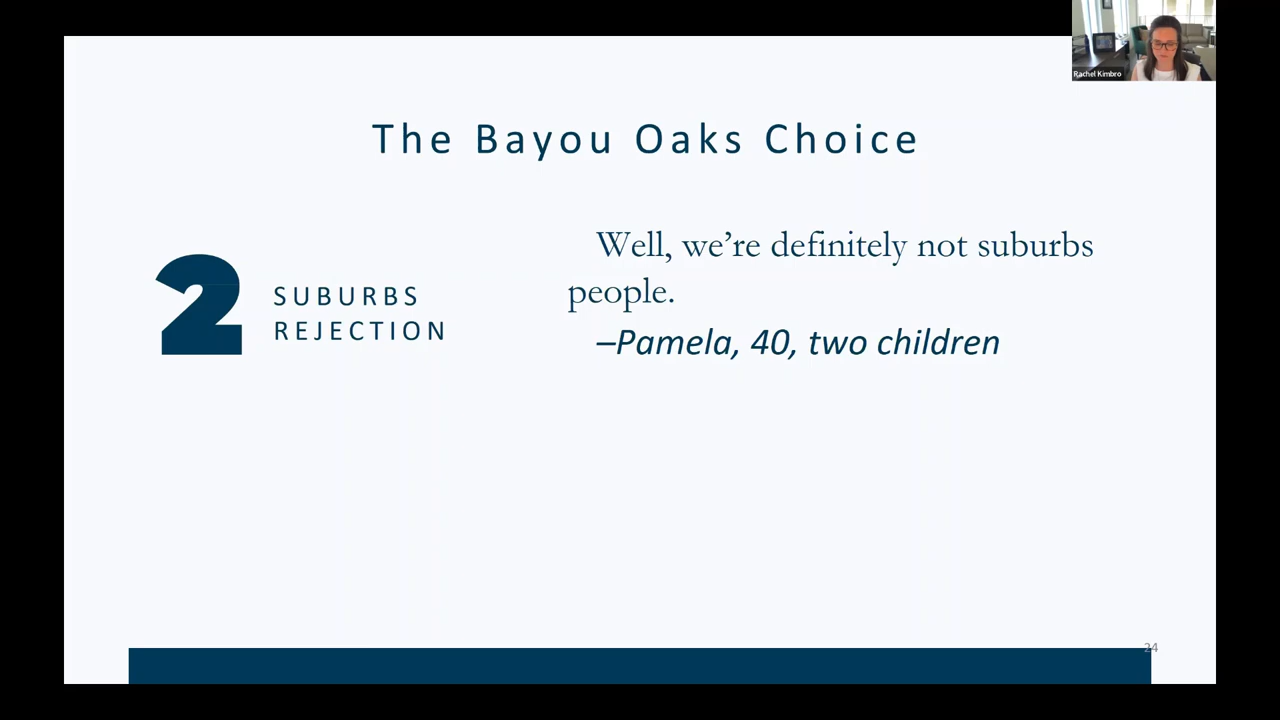 Rachel Kimbro
The Bayou Oaks Choice
2
SUBURBS
REJECTION
Well, we’re definitely not suburbs
people.
–Pamela, 40, two children
24